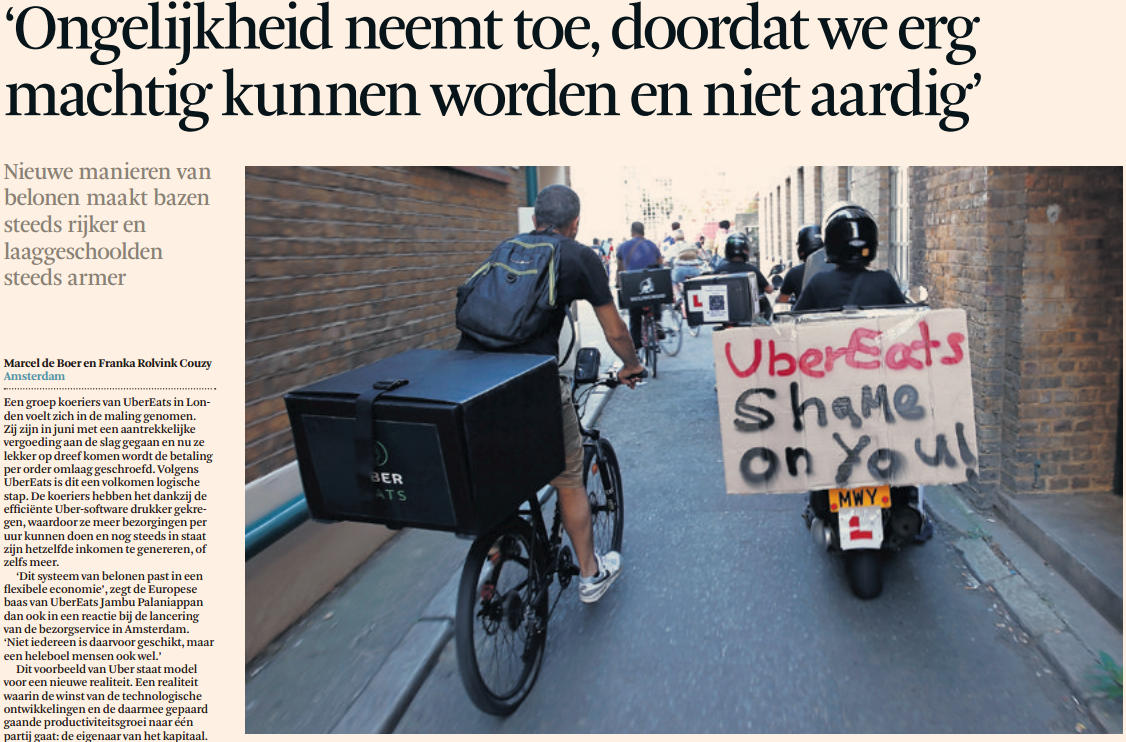 ‘Ongelijkheid neemt toe, doordat we erg
machtig kunnen worden en niet aardig’
Nieuwe manieren van
belonen maakt bazen
steeds rijker en
laaggeschoolden
steeds armer
Marcel de Boer en Franka Rolvink Couzy
Amsterdam
Een groep koeriers van UberEats in Lon-
den voelt zich in de maling genomen.
Zij zijn in juni met een aantrekkelijke
vergoeding aan de slag gegaan en nu ze
lekker op dreef komen wordt de betaling
per order omlaag geschroefd. Volgens
UberEats is dit een volkomen logische
stap. De koeriers hebben het dankzij de
efficiënte Uber-software drukker gekre-
gen, waardoor ze meer bezorgingen per
uur kunnen doen en nog steeds in staat
zijn hetzelfde inkomen te genereren, of
zelfs meer.
‘Dit systeem van belonen past in een
flexibele economie’, zegt de Europese
baas van UberEats Jambu Palaniappan
dan ook in een reactie bij de lancering
van de bezorgservice in Amsterdam.
‘Niet iedereen is daarvoor geschikt, maar
een heleboel mensen ook wel.’
Dit voorbeeld van Uber staat model
voor een nieuwe realiteit. Een realiteit
waarin de winst van de technologische
ontwikkelingen en de daarmee gepaard
gaande productiviteitsgroei naar één
partij gaat: de eigenaar van het kapitaal.
BER
EATS
L
UberEats
Shame
on You!
MWY
L